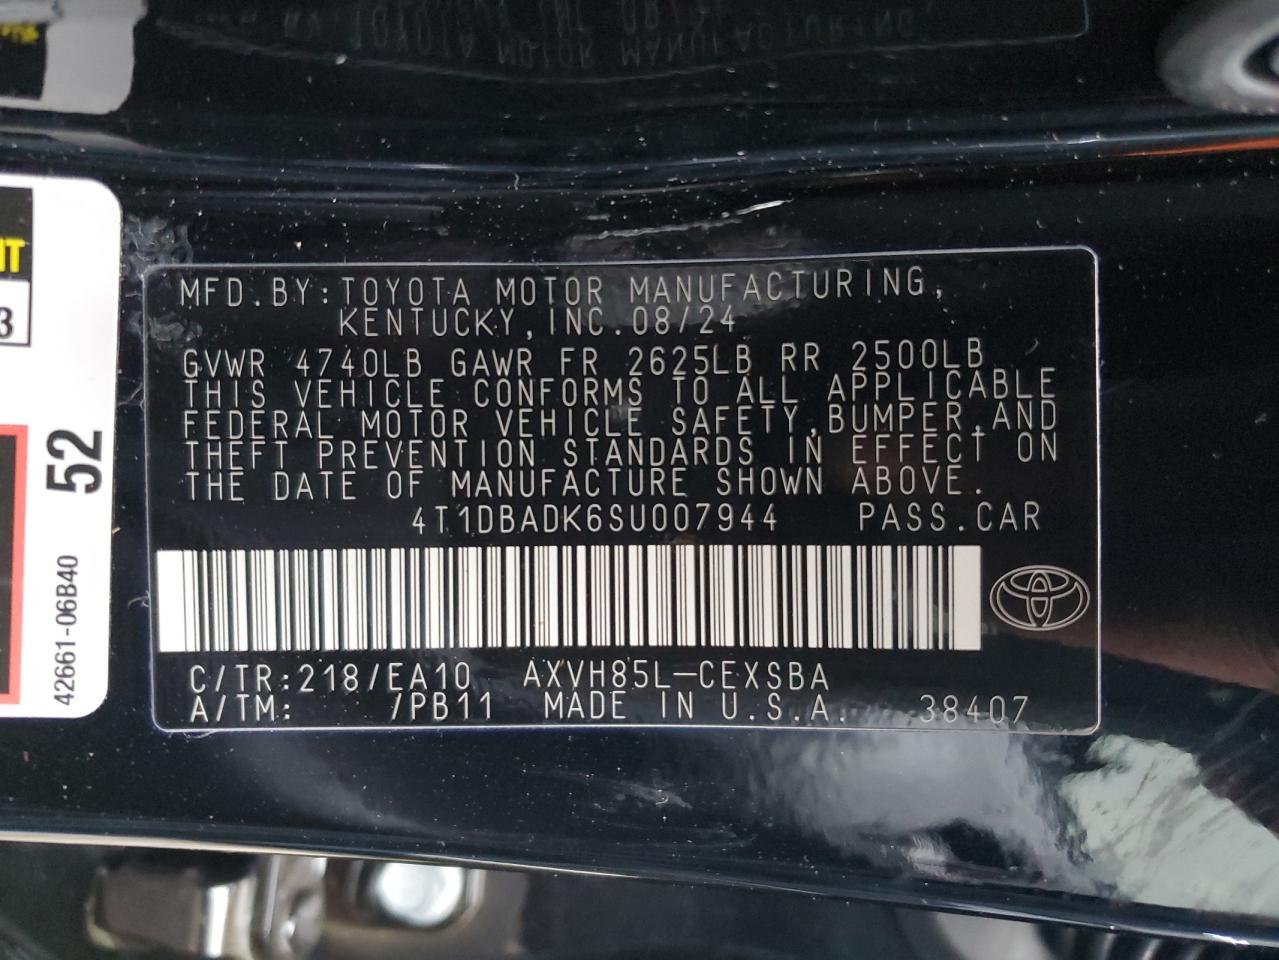 MFD.BY:TOYOTA MOTOR MANUFACTURING,
KENTUCKY,INC.08/24
GVWR 4740LB GAWR FR 2625LB RR 2500LB
THIS VEHICLE CONFORMS TO ALL APPLICABLE
FEDERAL MOTOR VEHICLE SAFETY,BUMPER,AND
THEFT PREVENTION STANDARDS IN EFFECT ON
THE DATE OF MANUFACTURE SHOWN ABOVE.
4T1DBADK6SU007944 PASS.CAR
C/TR:218/EA10 AXVH85L-CEXSBA
A/TM: /PB11 MADE IN U.S.A. 38407
3
52
42661-06B40